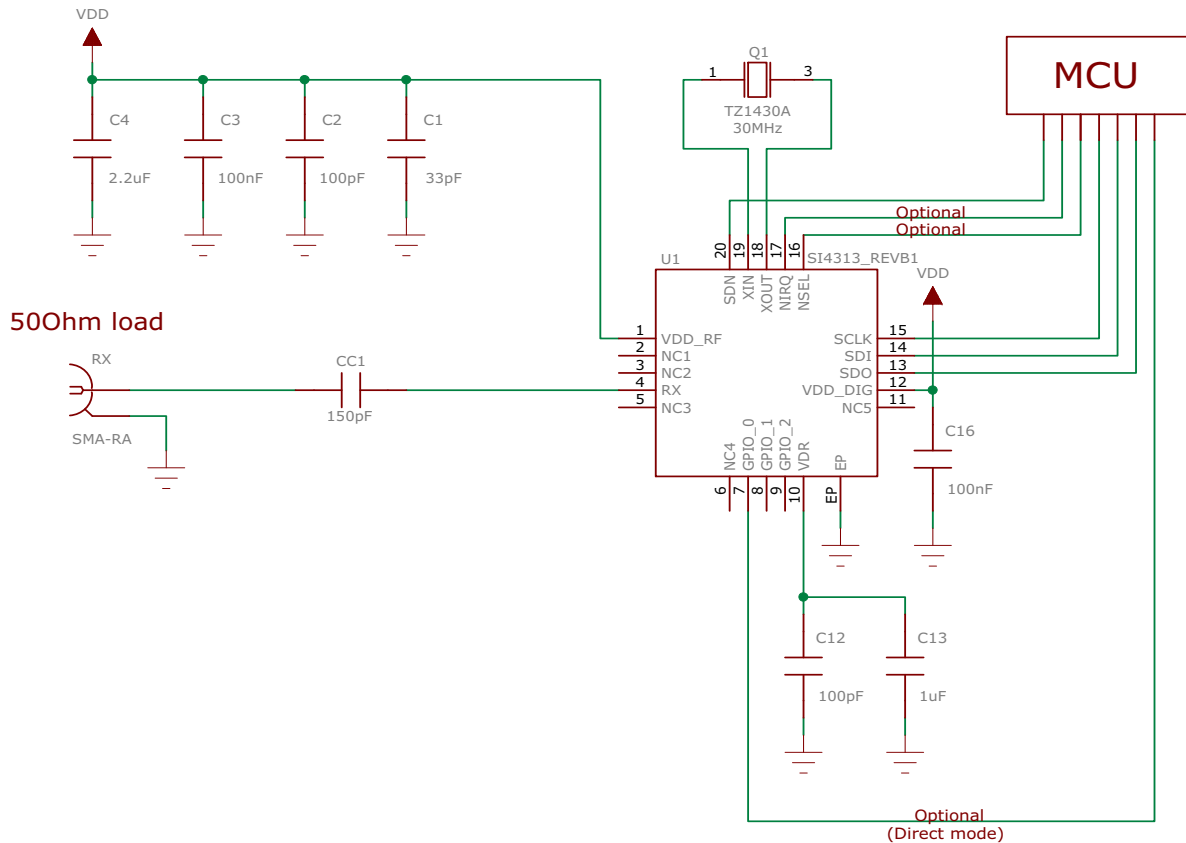 VDD
C4
2.2uF
C3
100nF
C2
100pF
C1
33pF
Q1
1
3
TZ1430A
30MHz
MCU
Optional
Optional
20
19
18
17
16
U1
SI4313_REVB1
SDN
XIN
XOUT
NIRQ
NSEL
VDD
50Ohm load
RX
SMA-RA
CC1
150pF
1
VDD_RF
2
NC1
3
NC2
4
RX
5
NC3
SCLK
15
SDI
14
SDO
13
VDD_DIG
12
NC5
11
NC4
GPIO_0
GPIO_1
GPIO_2
VDR
EP
6
7
8
9
10
EP
C16
100nF
C12
100pF
C13
1uF
Optional
(Direct mode)